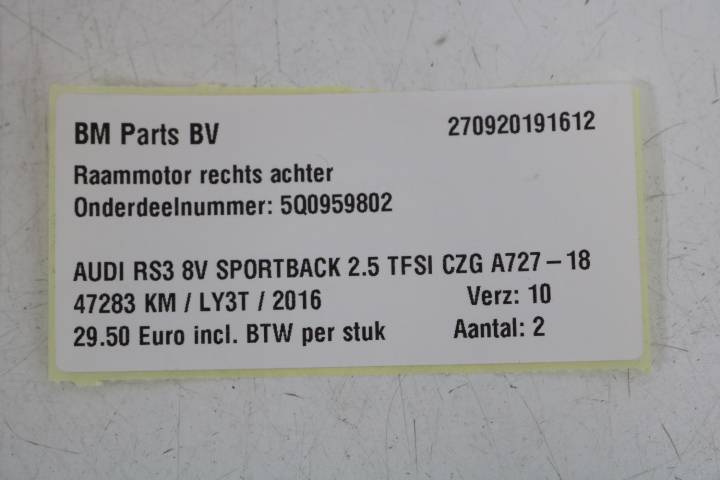 BM Parts BV 270920191612
Raammotor rechts achter
Onderdeelnummer: 5Q0959802
AUDI RS3 8V SPORTBACK 2.5 TFSI CZG A727 – 18
47283 KM / LY3T / 2016 Verz: 10
29.50 Euro incl. BTW per stuk Aantal: 2